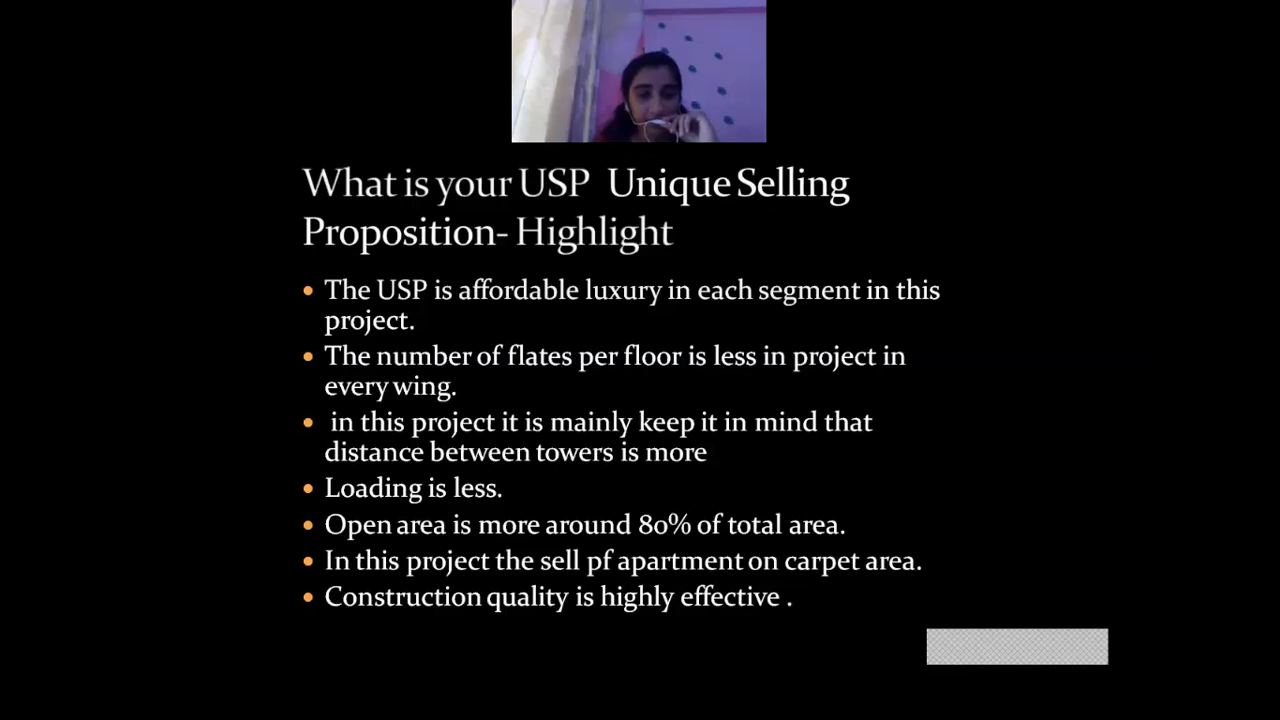 What is your USP Unique Selling
Proposition- Highlight
The USP is affordable luxury in each segment in this
project.
The number of flates per floor is less in project in
every wing.
in this project it is mainly keep it in mind that
distance between towers is more
Loading is less.
Open area is more around 80% of total area.
In this project the sell pf apartment on carpet area.
Construction quality is highly effective .